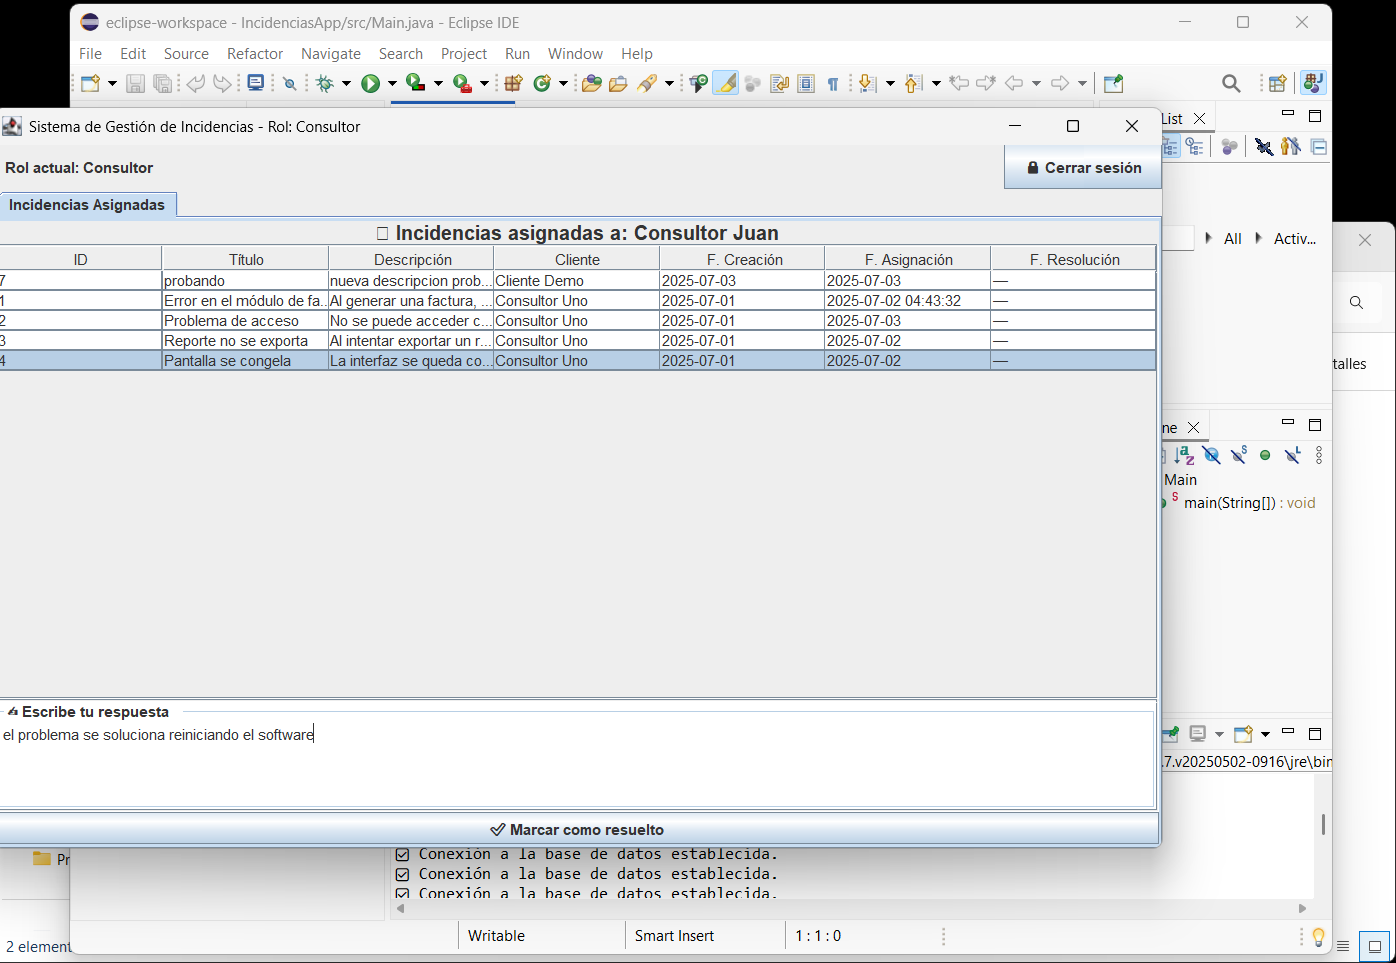 eclipse-workspace - IncidenciasApp/src/Main.java - Eclipse IDE
File Edit Source Refactor Navigate Search Project Run Window Help
Sistema de Gestión de Incidencias - Rol: Consultor
List
Rol actual: Consultor
Cerrar sesión
Incidencias Asignadas
All Activ...
Incidencias asignadas a: Consultor Juan
ID Título Descripción Cliente F. Creación F. Asignación F. Resolución
7 probando nueva descripcion prob... Cliente Demo 2025-07-03 2025-07-03 —
1 Error en el módulo de fa... Al generar una factura, ... Consultor Uno 2025-07-01 2025-07-02 04:43:32 —
2 Problema de acceso No se puede acceder c... Consultor Uno 2025-07-01 2025-07-03 —
3 Reporte no se exporta Al intentar exportar un r... Consultor Uno 2025-07-01 2025-07-02 —
4 Pantalla se congela La interfaz se queda co... Consultor Uno 2025-07-01 2025-07-02 —
talles
ne
Main
main(String[]) : void
Escribe tu respuesta
el problema se soluciona reiniciando el software
.7.v20250502-0916\jre\bin
Marcar como resuelto
Pr
Conexión a la base de datos establecida.
Conexión a la base de datos establecida.
Conexión a la base de datos establecida.
Writable Smart Insert 1 : 1 : 0
2 element